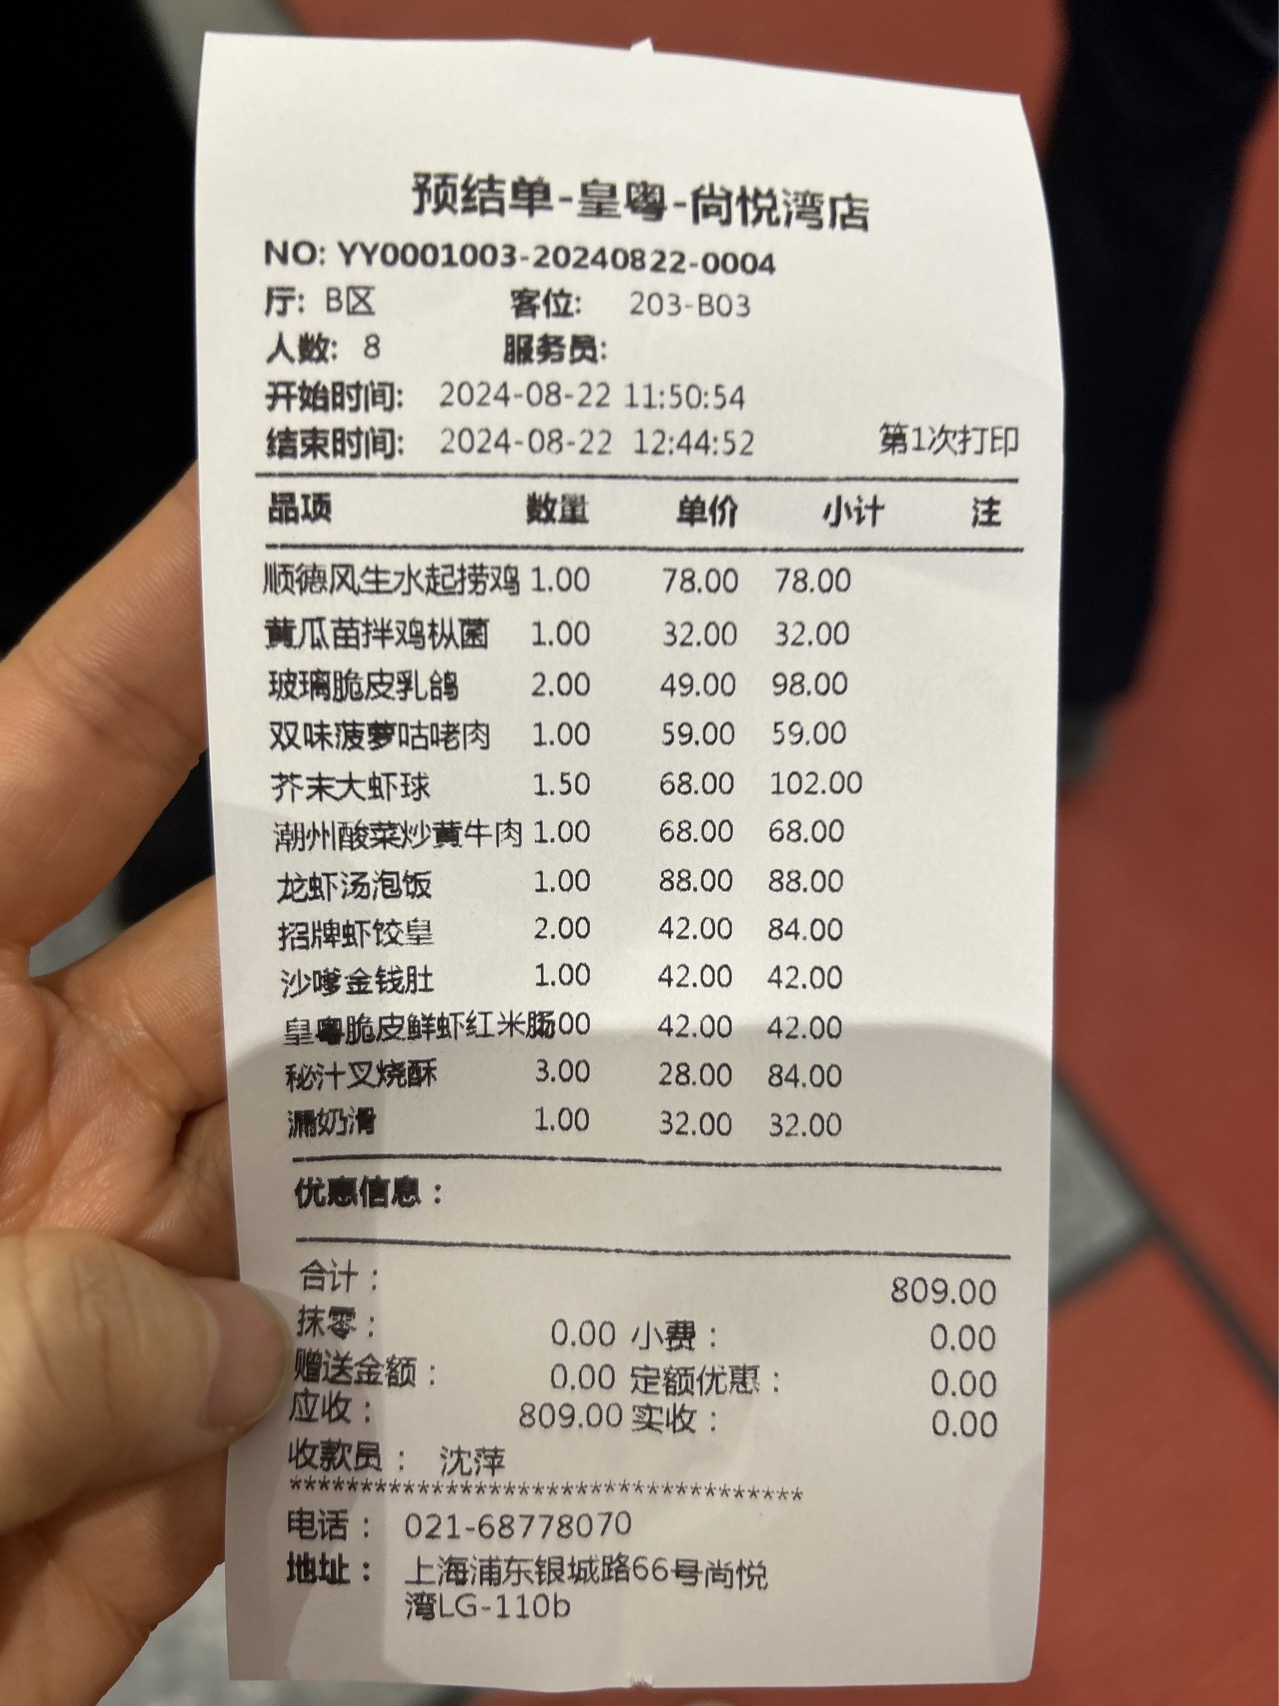 预结单-皇粤-尚悦湾店
NO: YY0001003-20240822-0004
厅: B区 客位: 203-B03
人数: 8 服务员:
开始时间: 2024-08-22 11:50:54
结束时间: 2024-08-22 12:44:52 第1次打印
品项 数量 单价 小计 注
顺德风生水起捞鸡 1.00 78.00 78.00
黄瓜苗拌鸡枞菌 1.00 32.00 32.00
玻璃脆皮乳鸽 2.00 49.00 98.00
双味菠萝咕咾肉 1.00 59.00 59.00
芥末大虾球 1.50 68.00 102.00
潮州酸菜炒黄牛肉 1.00 68.00 68.00
龙虾汤泡饭 1.00 88.00 88.00
招牌虾饺皇 2.00 42.00 84.00
沙嗲金钱肚 1.00 42.00 42.00
皇粤脆皮鲜虾红米肠 .00 42.00 42.00
秘汁叉烧酥 3.00 28.00 84.00
漏奶滑 1.00 32.00 32.00
优惠信息：
合计： 809.00
抹零： 0.00 小费： 0.00
赠送金额： 0.00 定额优惠： 0.00
应收： 809.00 实收： 0.00
收款员： 沈萍
************************************
电话： 021-68778070
地址： 上海浦东银城路66号尚悦
湾LG-110b